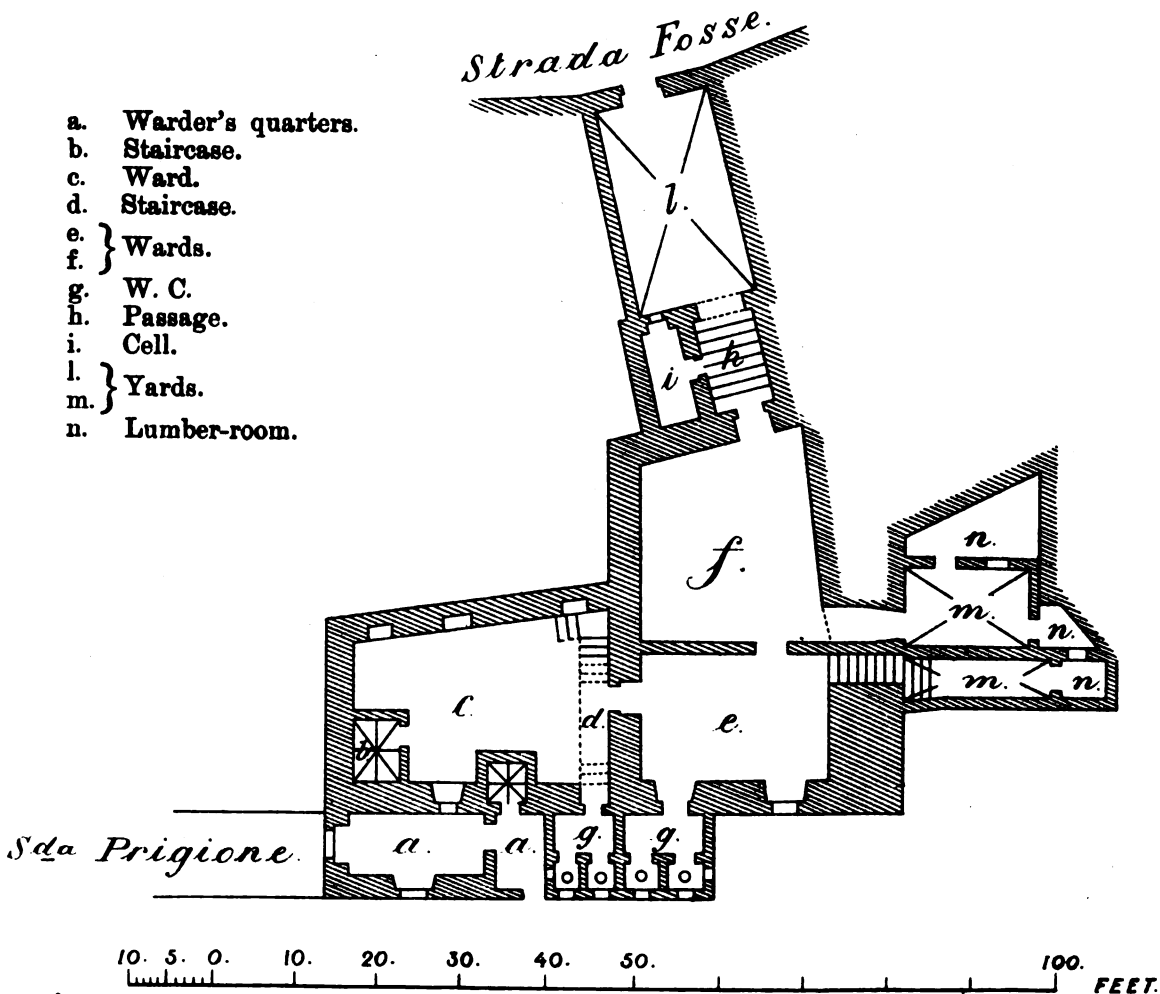 Strada Fosse.
a. Warder's quarters.
b. Staircase.
c. Ward.
d. Staircase.
e.
f. } Wards.
g. W. C.
h. Passage.
i. Cell.
l.
m. } Yards.
n. Lumber-room.
l.
i h
f.
n.
m. n.
m. n.
c. d. e.
b
g. g.
a. a.
Sda Prigione.
10. 5. 0. 10. 20. 30. 40. 50. 100.
FEET.